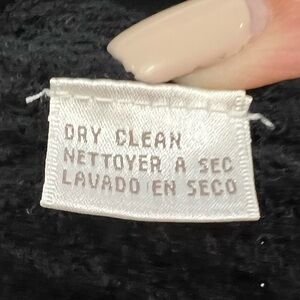 DRY CLEAN
NETTOYER A SEC
LAVADO EN SECO